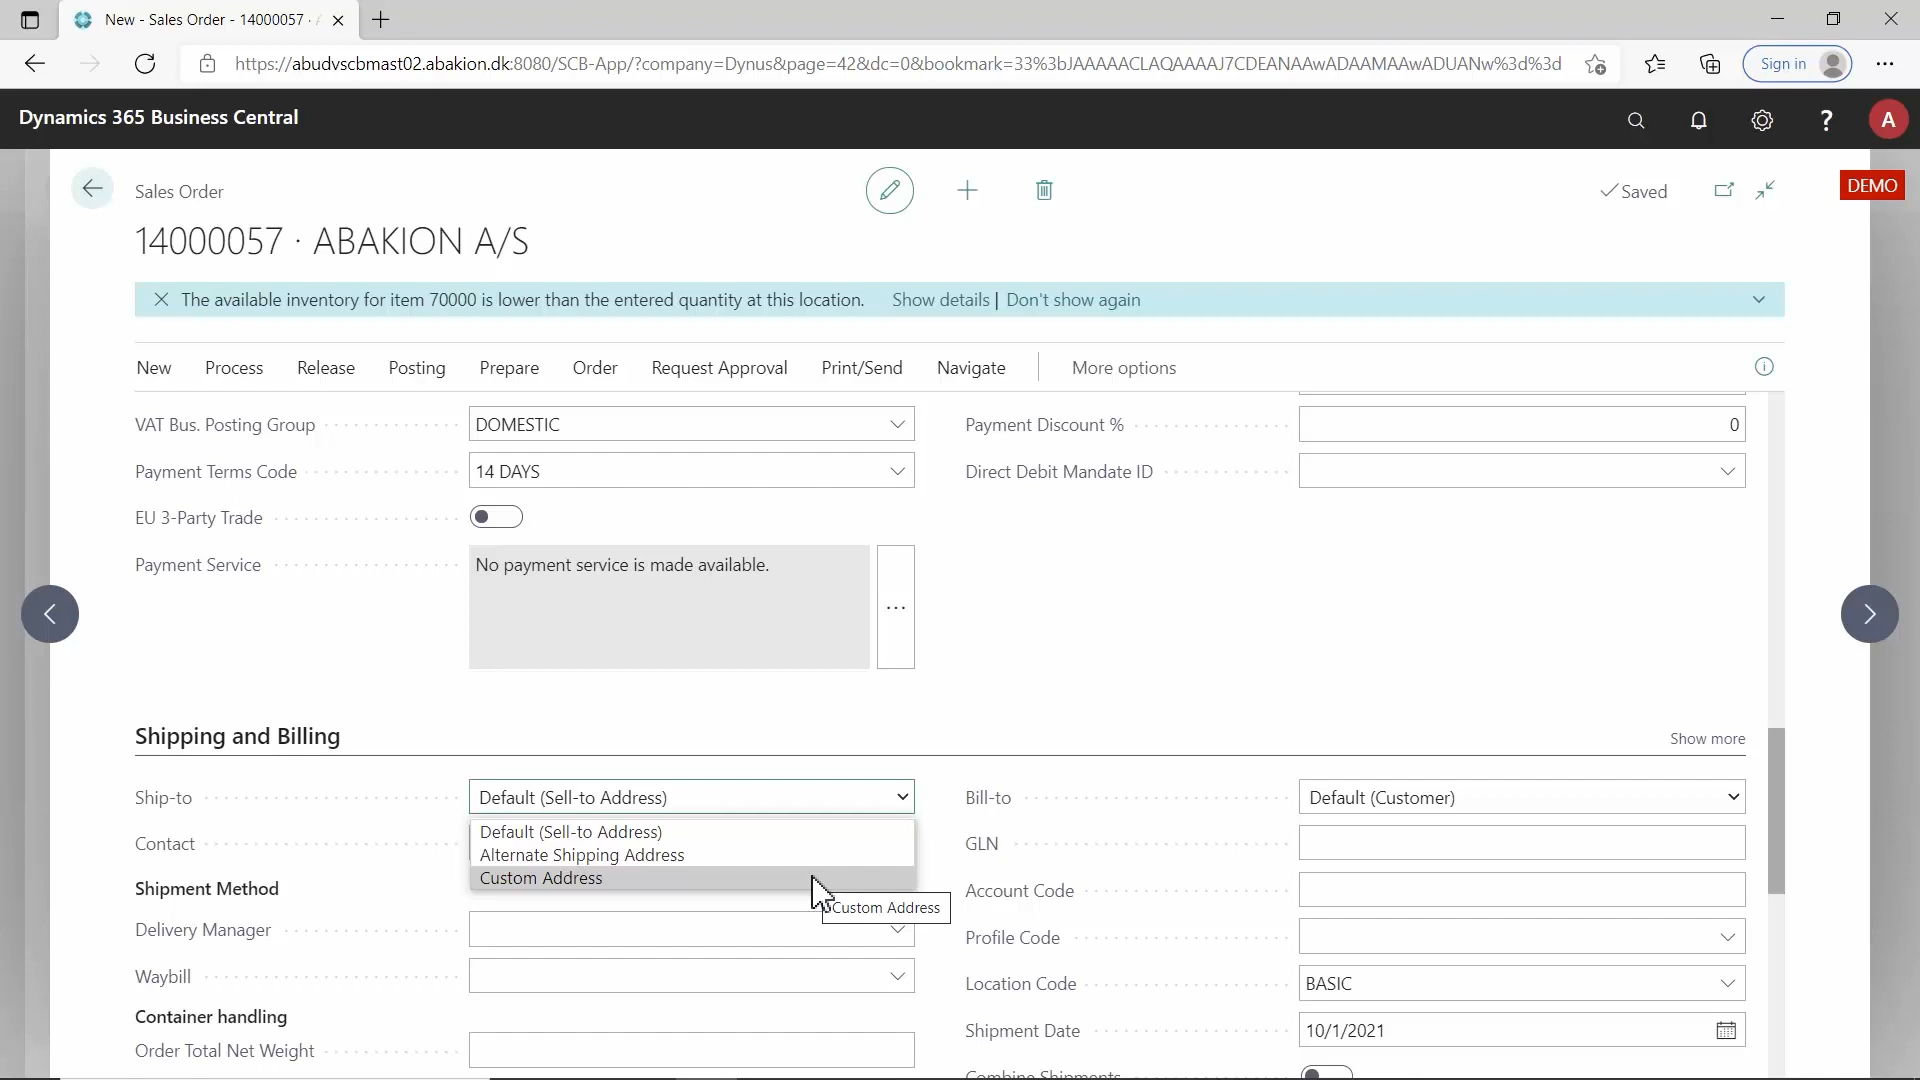 New - Sales Order - 14000057 ·
https://abudvscbmast02.abakion.dk:8080/SCB-App/?company=Dynus&page=42&dc=0&bookmark=33%3bJAAAAACLAQAAAAJ7CDEANAAwADAAMAAwADUANw%3d%3d
Sign in
Dynamics 365 Business Central
?
A
Sales Order
Saved
DEMO
14000057 · ABAKION A/S
The available inventory for item 70000 is lower than the entered quantity at this location. Show details | Don't show again
New Process Release Posting Prepare Order Request Approval Print/Send Navigate More options
VAT Bus. Posting Group DOMESTIC
Payment Discount % 0
Payment Terms Code 14 DAYS
Direct Debit Mandate ID
EU 3-Party Trade
Payment Service No payment service is made available.
...
Shipping and Billing
Show more
Ship-to Default (Sell-to Address)
Bill-to Default (Customer)
Default (Sell-to Address)
Contact
GLN
Alternate Shipping Address
Custom Address
Shipment Method
Account Code
Custom Address
Delivery Manager
Profile Code
Waybill
Location Code BASIC
Container handling
Shipment Date 10/1/2021
Order Total Net Weight
Combine Shipments